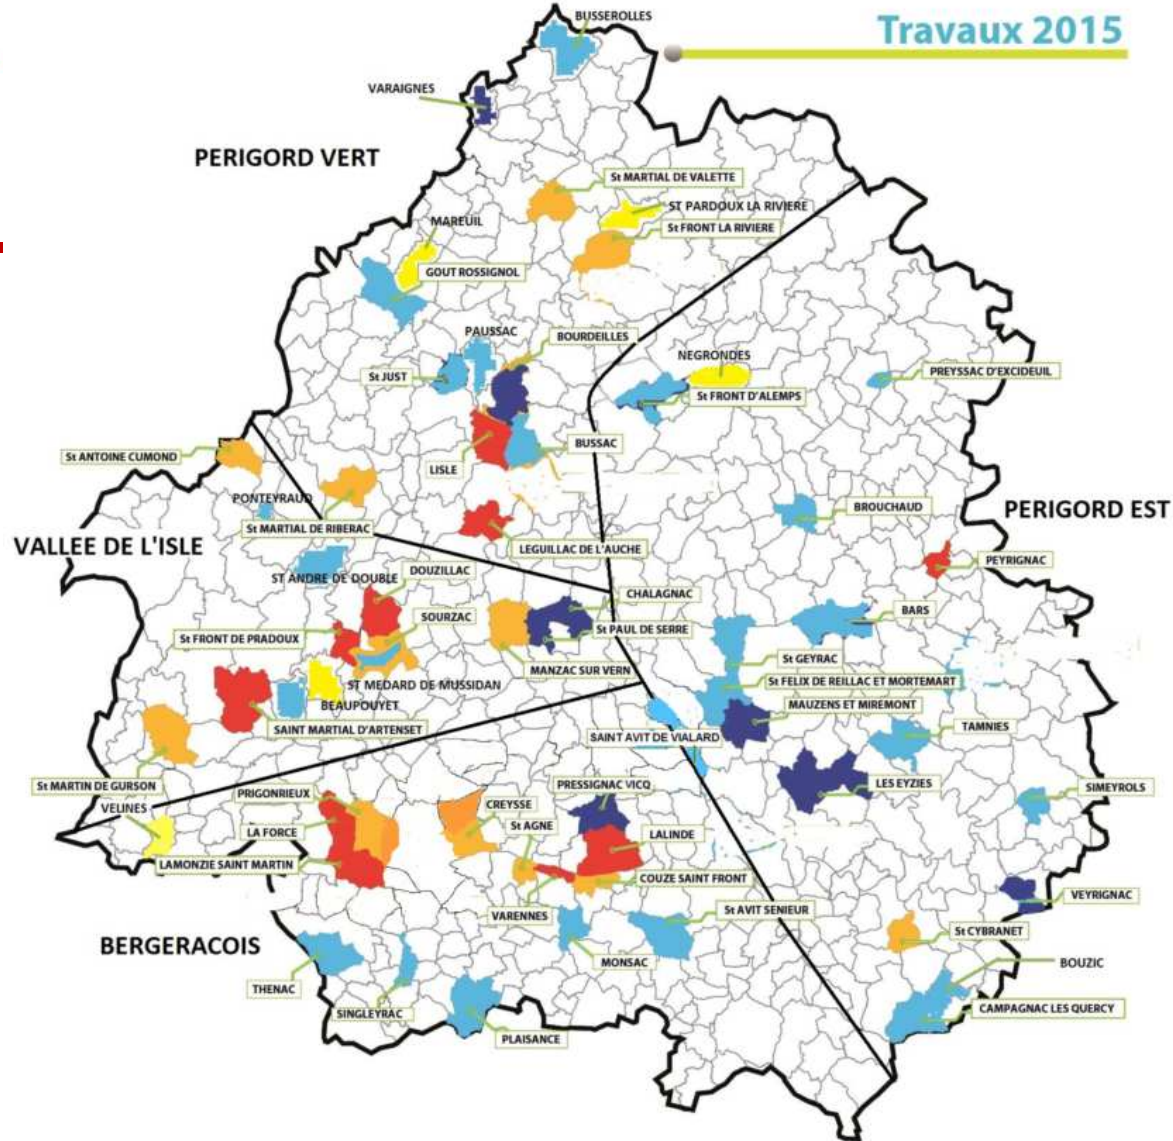 BUSSEROLLES
Travaux 2015
VARAIGNES
PERIGORD VERT
St MARTIAL DE VALETTE
ST PARDOUX LA RIVIERE
MAREUIL
St FRONT LA RIVIERE
GOUT ROSSIGNOL
PAUSSAC
BOURDEILLES
NEGRONDES
St JUST
PREYSSAC D'EXCIDEUIL
St FRONT D'ALEMPS
St ANTOINE CUMOND
LISLE
BUSSAC
PONTEYRAUD
St MARTIAL DE RIBERAC
BROUCHAUD
PERIGORD EST
VALLEE DE L'ISLE
LEGUILLAC DE L'AUCHE
PEYRIGNAC
ST ANDRE DE DOUBLE
DOUZILLAC
CHALAGNAC
BARS
SOURZAC
St FRONT DE PRADOUX
St PAUL DE SERRE
St GEYRAC
MANZAC SUR VERN
St FELIX DE REILLAC ET MORTEMART
ST MEDARD DE MUSSIDAN
BEAUPOUYET
MAUZENS ET MIREMONT
SAINT MARTIAL D'ARTENSET
TAMNIES
SAINT AVIT DE VIALARD
St MARTIN DE GURSON
PRESSIGNAC VICQ
LES EYZIES
SIMEYROLS
PRIGONRIEUX
VELINES
CREYSSE
St AGNE
LA FORCE
LALINDE
LAMONZIE SAINT MARTIN
COUZE SAINT FRONT
VEYRIGNAC
VARENNES
St AVIT SENIEUR
St CYBRANET
BERGERACOIS
MONSAC
BOUZIC
THENAC
CAMPAGNAC LES QUERCY
SINGLEYRAC
PLAISANCE